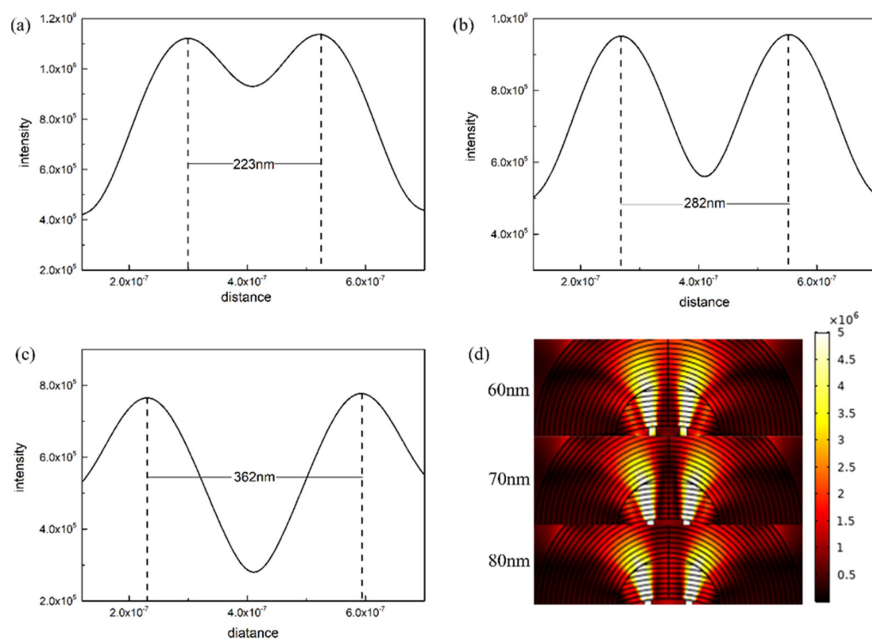 (a)
1.2x10⁶
1.1x10⁶
1.0x10⁶
8.0x10⁵
6.0x10⁵
4.0x10⁵
2.0x10⁵
intensity
223nm
2.0x10⁻⁷
4.0x10⁻⁷
6.0x10⁻⁷
distance
(b)
1.0x10⁶
8.0x10⁵
6.0x10⁵
4.0x10⁵
intensity
282nm
2.0x10⁻⁷
4.0x10⁻⁷
6.0x10⁻⁷
distance
(c)
8.0x10⁵
6.0x10⁵
4.0x10⁵
2.0x10⁵
intensity
362nm
2.0x10⁻⁷
4.0x10⁻⁷
6.0x10⁻⁷
diatance
(d)
×10⁶
60nm
70nm
80nm
5
4.5
4
3.5
3
2.5
2
1.5
1
0.5